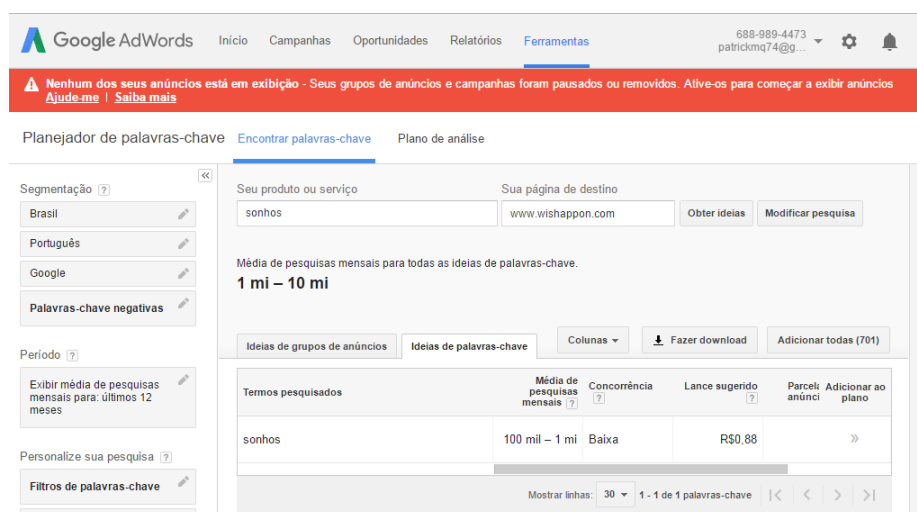 Google AdWords
Início Campanhas Oportunidades Relatórios Ferramentas
688-989-4473
patrickmq74@g...
Nenhum dos seus anúncios está em exibição - Seus grupos de anúncios e campanhas foram pausados ou removidos. Ative-os para começar a exibir anúncios
Ajude-me | Saiba mais
Planejador de palavras-chave Encontrar palavras-chave Plano de análise
«
Segmentação ?
Brasil
Português
Google
Palavras-chave negativas
Período ?
Exibir média de pesquisas
mensais para: últimos 12
meses
Personalize sua pesquisa ?
Filtros de palavras-chave
Seu produto ou serviço Sua página de destino
sonhos www.wishappon.com Obter ideias Modificar pesquisa
Média de pesquisas mensais para todas as ideias de palavras-chave.
1 mi – 10 mi
Ideias de grupos de anúncios Ideias de palavras-chave Colunas Fazer download Adicionar todas (701)
Termos pesquisados
Média de
pesquisas
mensais ?
Concorrência
?
Lance sugerido
?
Parcela
anúnci
Adicionar ao
plano
sonhos 100 mil – 1 mi Baixa R$0,88 »
Mostrar linhas: 30 1 - 1 de 1 palavras-chave |< < > >|